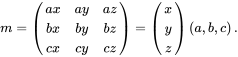 m = \begin{pmatrix} ax & ay & az \\ bx & by & bz \\ cx & cy & cz \end{pmatrix} = \begin{pmatrix} x \\ y \\ z \end{pmatrix} (a, b, c) .